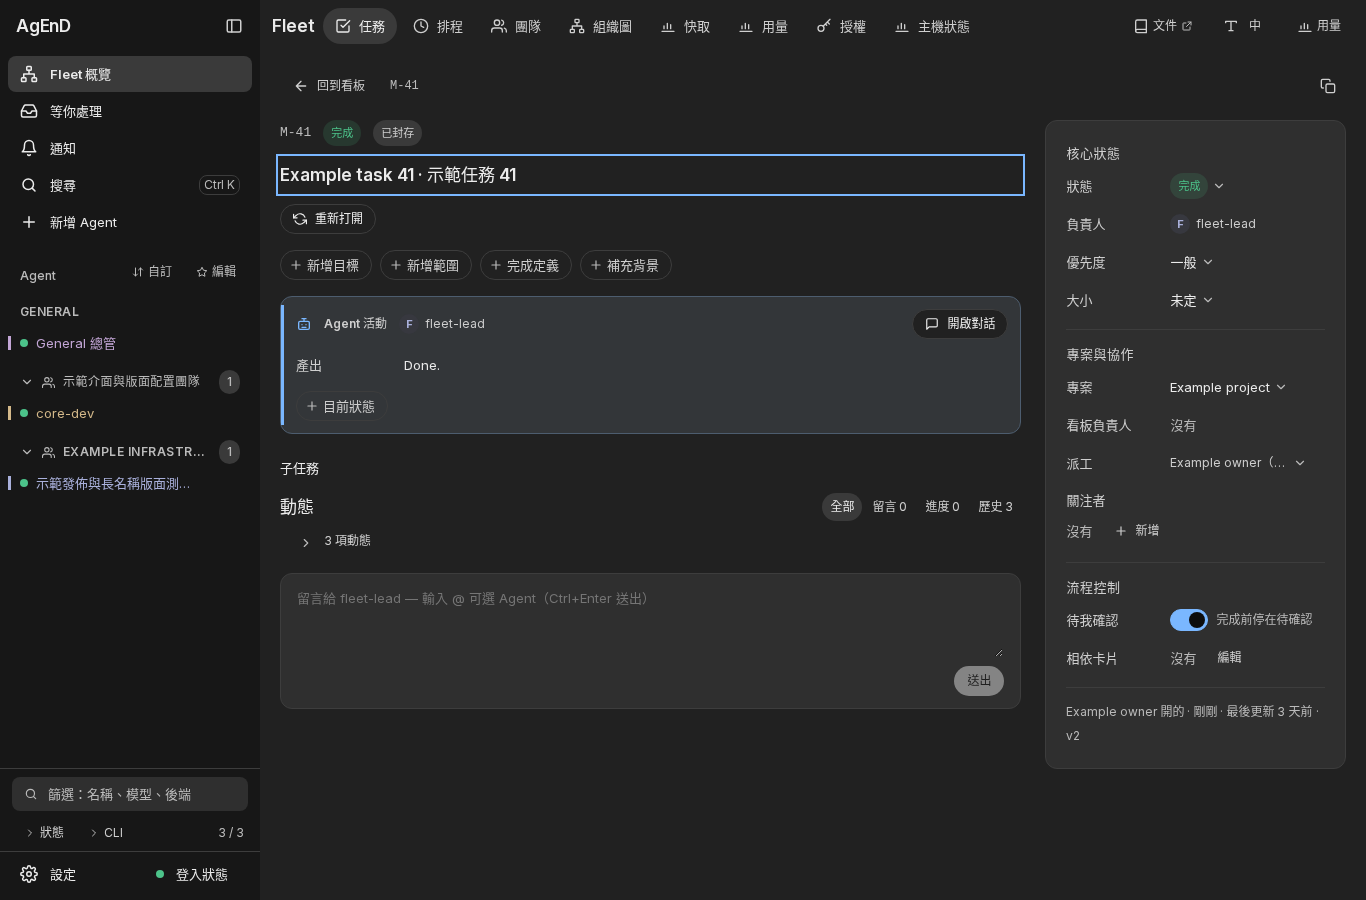 AgEnD
Fleet 概覽
等你處理
通知
搜尋 Ctrl K
新增 Agent
Agent 自訂 編輯
GENERAL
General 總管
示範介面與版面配置團隊 1
core-dev
EXAMPLE INFRASTR... 1
示範發佈與長名稱版面測...
篩選：名稱、模型、後端
狀態 CLI 3 / 3
設定 登入狀態
Fleet 任務 排程 團隊 組織圖 快取 用量 授權 主機狀態 文件 中 用量
回到看板 M-41
M-41 完成 已封存
Example task 41 · 示範任務 41
重新打開
新增目標 新增範圍 完成定義 補充背景
Agent 活動 F fleet-lead 開啟對話
產出 Done.
目前狀態
子任務
動態 全部 留言 0 進度 0 歷史 3
3 項動態
留言給 fleet-lead — 輸入 @ 可選 Agent（Ctrl+Enter 送出）
送出
核心狀態
狀態 完成
負責人 F fleet-lead
優先度 一般
大小 未定
專案與協作
專案 Example project
看板負責人 沒有
派工 Example owner（...
關注者
沒有 新增
流程控制
待我確認 完成前停在待確認
相依卡片 沒有 編輯
Example owner 開的 · 剛剛 · 最後更新 3 天前 ·
v2